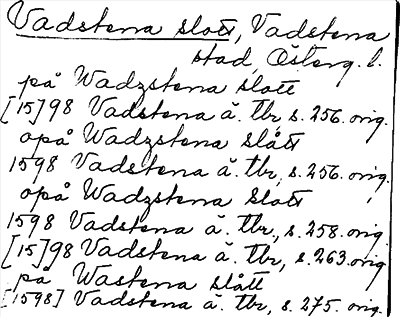 Vadstena slott, Vadstena
stad, Österg. l.
på Wadzstena slott
[15]98 Vadstena ä. tbr s. 256. orig.
opå Wadzstena slått
1598 Vadstena ä. tbr, s. 256. orig.
opå Wadzstena slott,
1598 Vadstena ä. tbr, s. 258. orig.
[15]98 Vadstena ä. tbr, s. 263. orig
på Wastena slått
[1598] Vadstena ä. tbr, s. 275. orig.